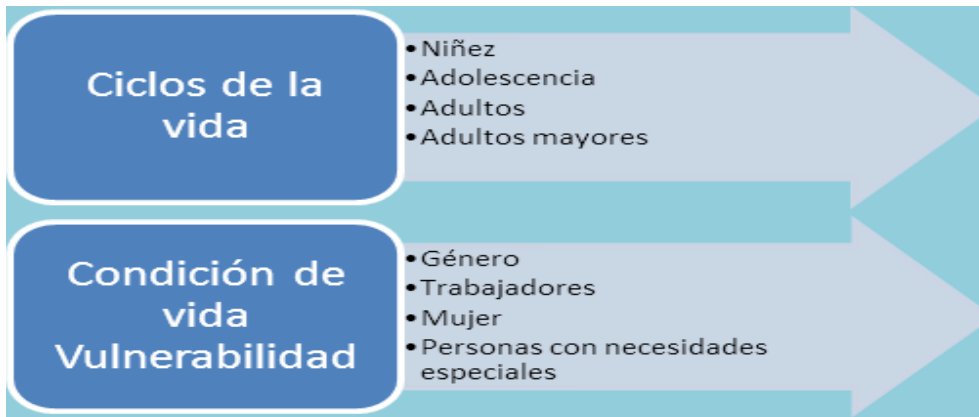 Ciclos de la
vida
•Niñez
•Adolescencia
•Adultos
•Adultos mayores
Condición de
vida
Vulnerabilidad
•Género
•Trabajadores
•Mujer
•Personas con necesidades
especiales